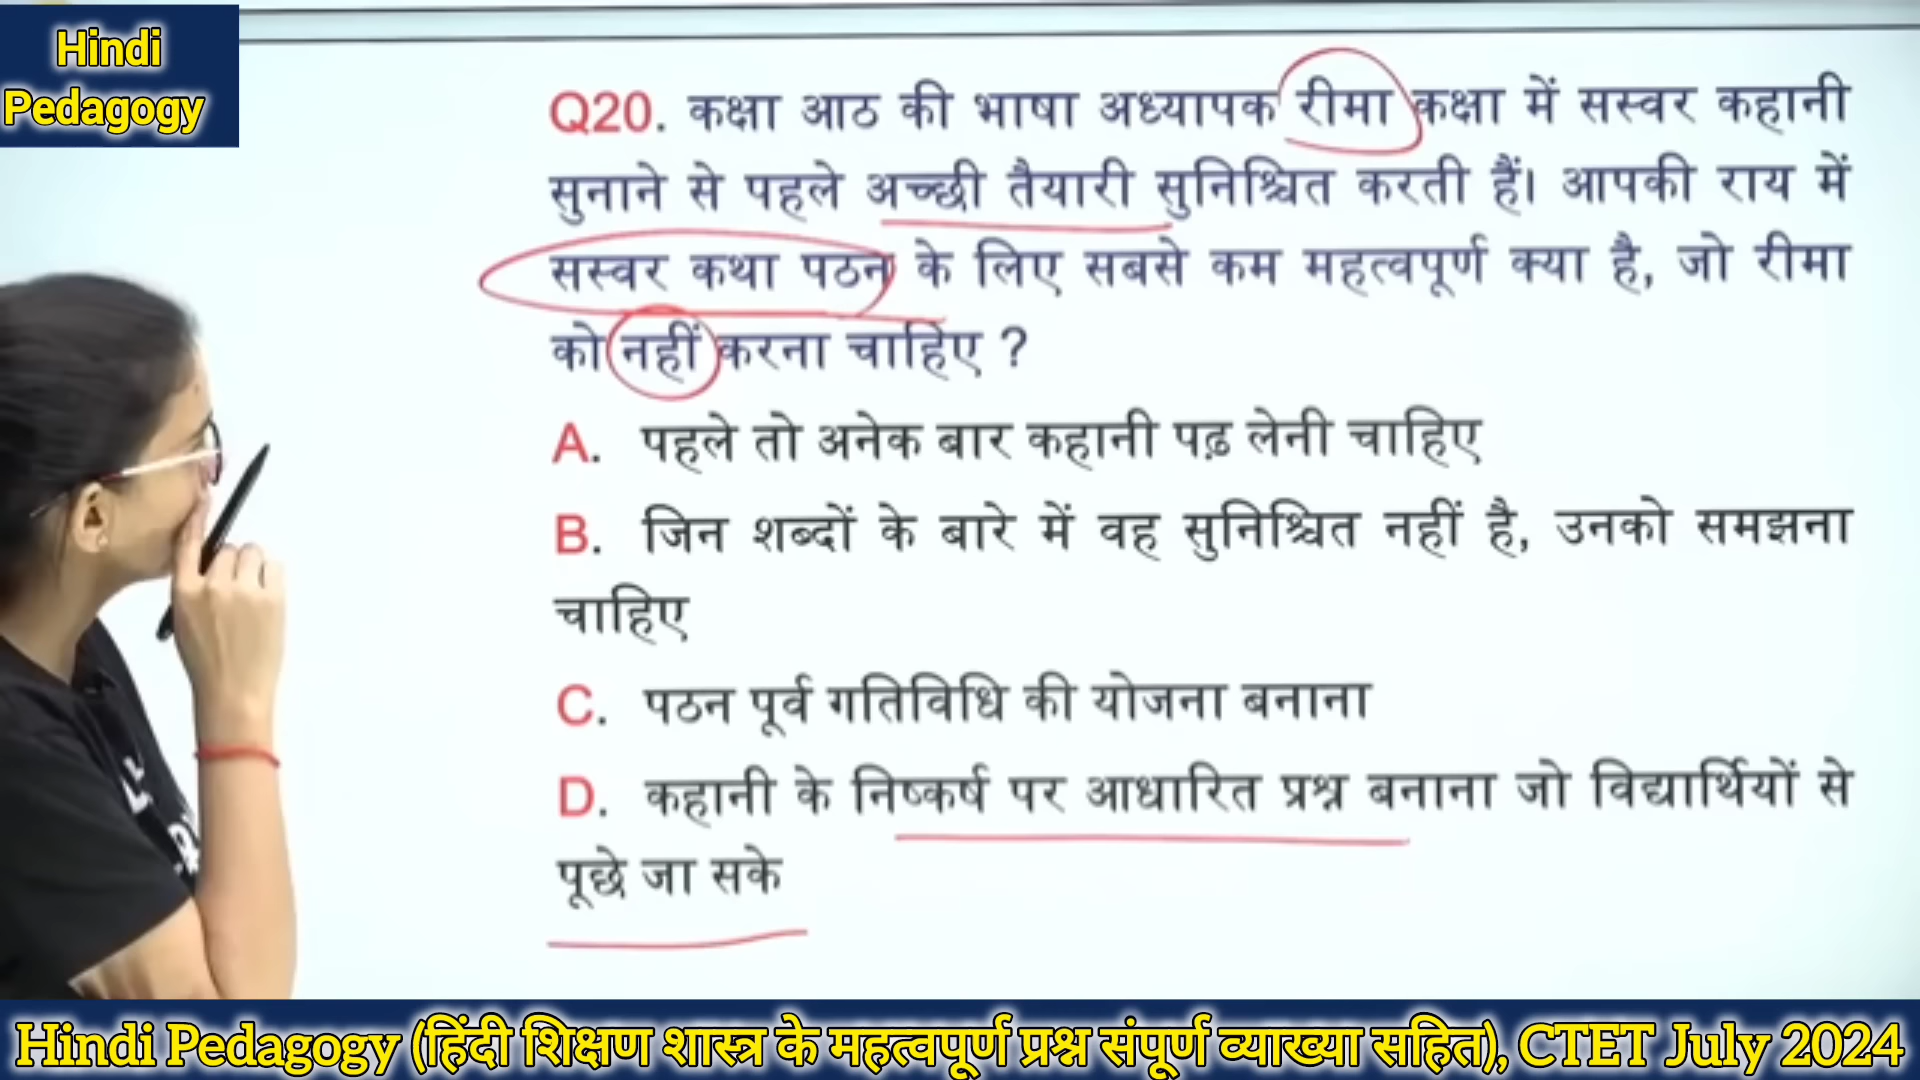 Hindi
Pedagogy
Q20. कक्षा आठ की भाषा अध्यापक रीमा कक्षा में सस्वर कहानी
सुनाने से पहले अच्छी तैयारी सुनिश्चित करती हैं। आपकी राय में
सस्वर कथा पठन के लिए सबसे कम महत्वपूर्ण क्या है, जो रीमा
को नहीं करना चाहिए ?
A. पहले तो अनेक बार कहानी पढ़ लेनी चाहिए
B. जिन शब्दों के बारे में वह सुनिश्चित नहीं है, उनको समझना
चाहिए
C. पठन पूर्व गतिविधि की योजना बनाना
D. कहानी के निष्कर्ष पर आधारित प्रश्न बनाना जो विद्यार्थियों से
पूछे जा सके
Hindi Pedagogy (हिंदी शिक्षण शास्त्र के महत्वपूर्ण प्रश्न संपूर्ण व्याख्या सहित), CTET July 2024